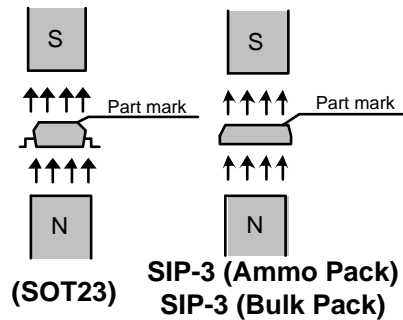 S
S
Part mark
Part mark
N
N
(SOT23)
SIP-3 (Ammo Pack)
SIP-3 (Bulk Pack)